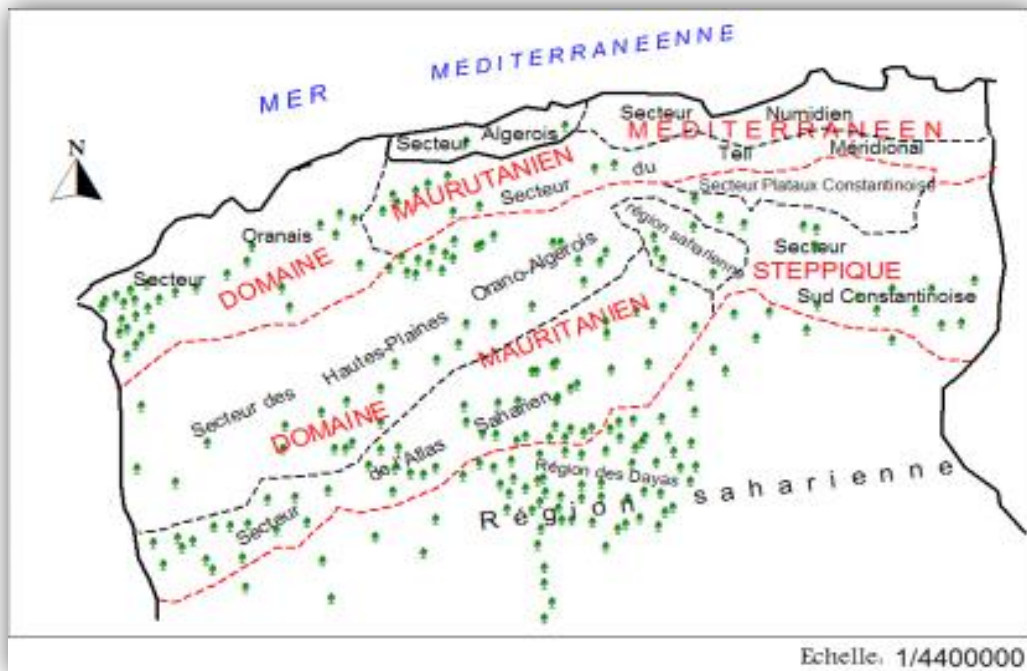 MER MEDITERRANEENNE
N
Secteur Algerois
Secteur Numidien
MEDITERRANEEN
MAURUTANIEN
Secteur du Tell Méridional
Secteur Plataux Constantinoise
Secteur Oranais
DOMAINE
région saharienne
Secteur
STEPPIQUE
Sud Constantinoise
Secteur des Hautes-Plaines Orano-Algerois
MAURITANIEN
DOMAINE
Secteur de l'Atlas Saharien
Région des Dayas
Région saharienne
Echelle: 1/4400000